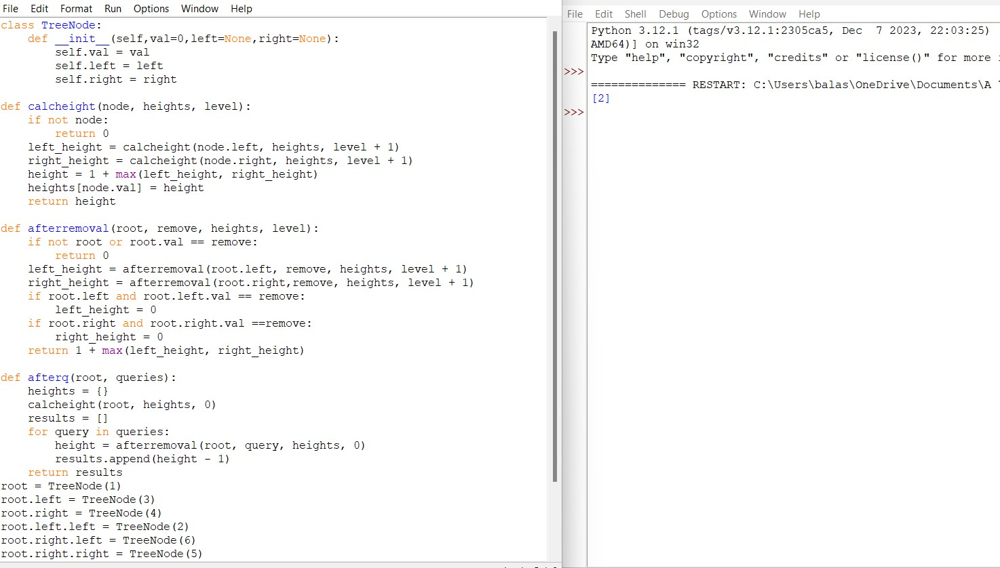 File Edit Format Run Options Window Help
class TreeNode:
    def __init__(self,val=0,left=None,right=None):
        self.val = val
        self.left = left
        self.right = right

def calcheight(node, heights, level):
    if not node:
        return 0
    left_height = calcheight(node.left, heights, level + 1)
    right_height = calcheight(node.right, heights, level + 1)
    height = 1 + max(left_height, right_height)
    heights[node.val] = height
    return height

def afterremoval(root, remove, heights, level):
    if not root or root.val == remove:
        return 0
    left_height = afterremoval(root.left, remove, heights, level + 1)
    right_height = afterremoval(root.right,remove, heights, level + 1)
    if root.left and root.left.val == remove:
        left_height = 0
    if root.right and root.right.val ==remove:
        right_height = 0
    return 1 + max(left_height, right_height)

def afterq(root, queries):
    heights = {}
    calcheight(root, heights, 0)
    results = []
    for query in queries:
        height = afterremoval(root, query, heights, 0)
        results.append(height - 1)
    return results
root = TreeNode(1)
root.left = TreeNode(3)
root.right = TreeNode(4)
root.left.left = TreeNode(2)
root.right.left = TreeNode(6)
root.right.right = TreeNode(5)
File Edit Shell Debug Options Window Help
Python 3.12.1 (tags/v3.12.1:2305ca5, Dec  7 2023, 22:03:25)
AMD64)] on win32
Type "help", "copyright", "credits" or "license()" for more
>>>
============== RESTART: C:\Users\balas\OneDrive\Documents\A
[2]
>>>